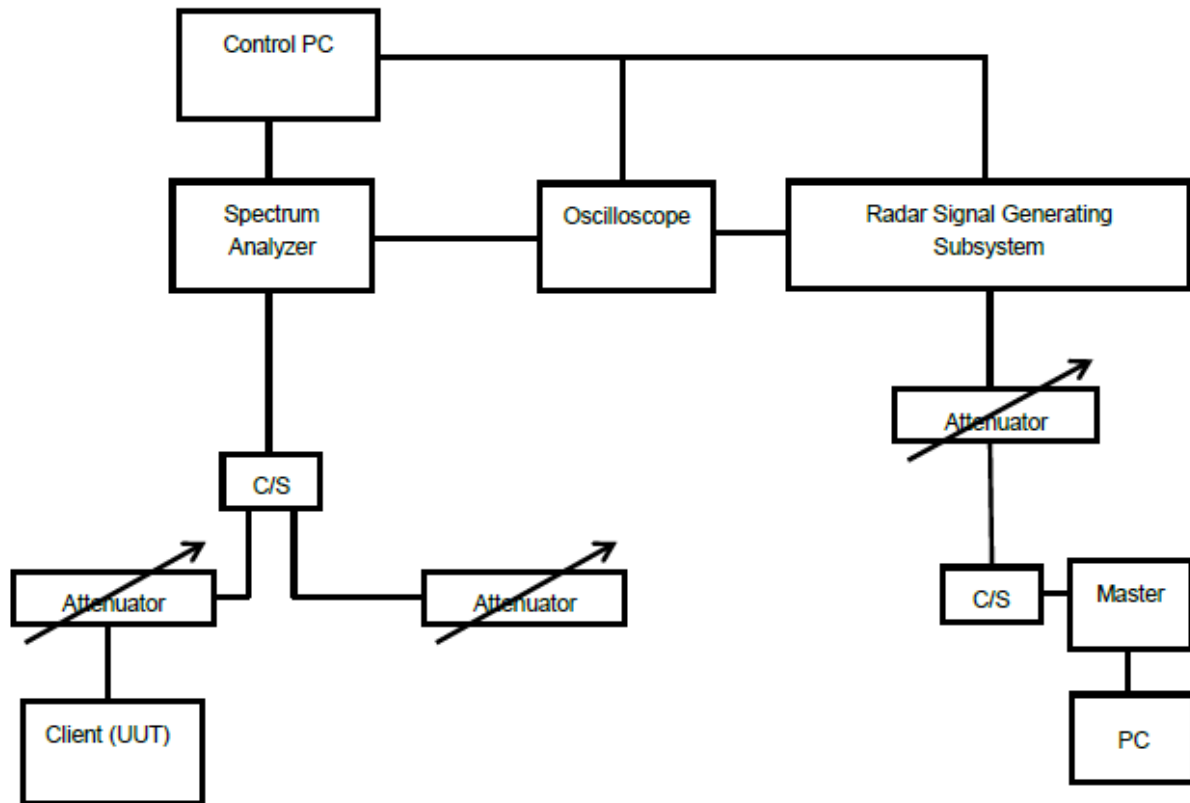 Control PC
Spectrum
Analyzer
Oscilloscope
Radar Signal Generating
Subsystem
Attenuator
C/S
Attenuator
Attenuator
C/S
Master
Client (UUT)
PC